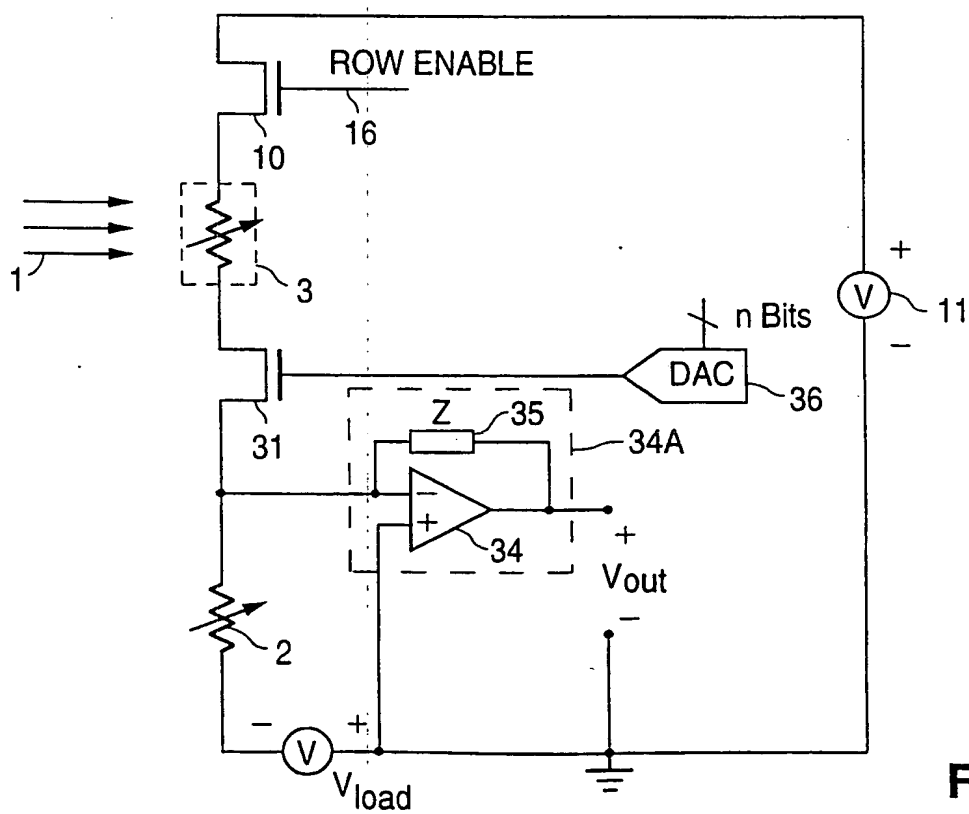 ROW ENABLE
16
10
1
3
+
V
11
−
n Bits
DAC
36
31
Z
35
34A
−
+
34
+
Vout
−
2
−
+
V
Vload
F